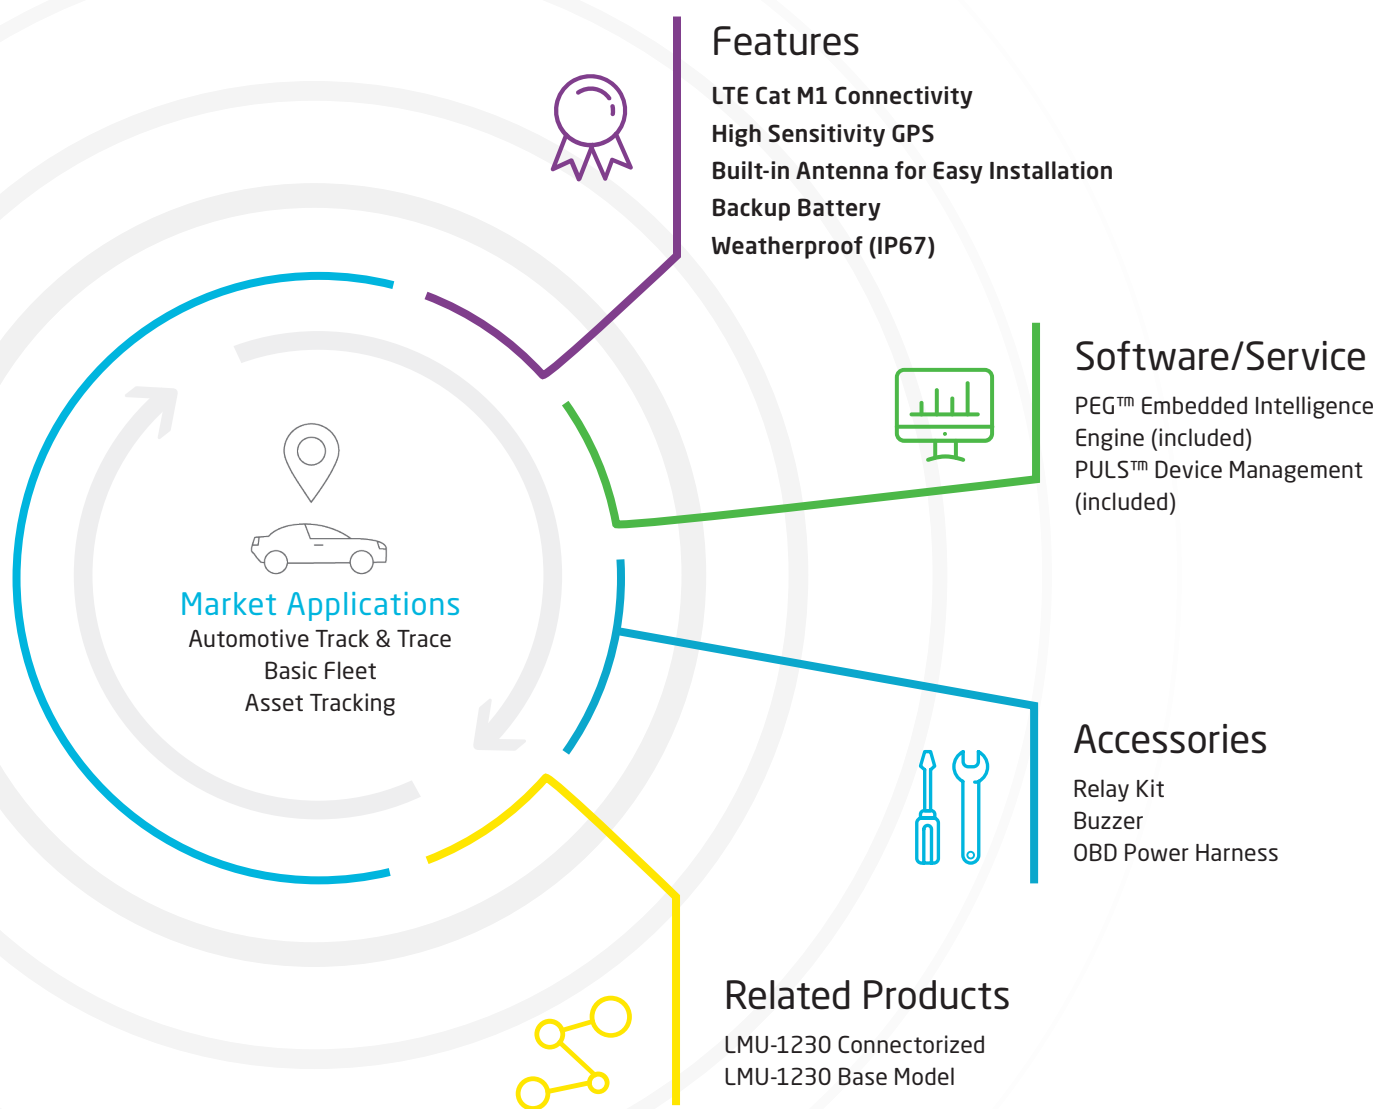 Features
LTE Cat M1 Connectivity
High Sensitivity GPS
Built-in Antenna for Easy Installation
Backup Battery
Weatherproof (IP67)
Software/Service
PEG™ Embedded Intelligence
Engine (included)
PULS™ Device Management
(included)
Market Applications
Automotive Track & Trace
Basic Fleet
Asset Tracking
Accessories
Relay Kit
Buzzer
OBD Power Harness
Related Products
LMU-1230 Connectorized
LMU-1230 Base Model